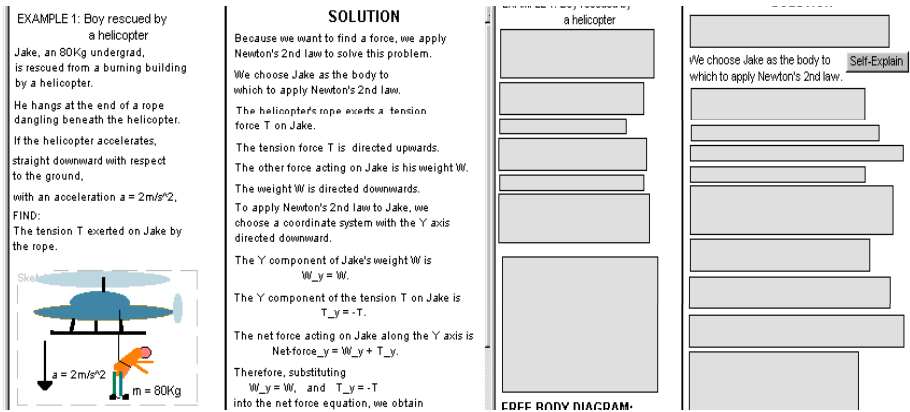 EXAMPLE 1: Boy rescued by
a helicopter
Jake, an 80Kg undergrad,
is rescued from a burning building
by a helicopter.
He hangs at the end of a rope
dangling beneath the helicopter.
If the helicopter accelerates,
straight downward with respect
to the ground,
with an acceleration a = 2m/s^2,
FIND:
The tension T exerted on Jake by
the rope.
a = 2m/s^2
m = 80Kg
SOLUTION
Because we want to find a force, we apply
Newton's 2nd law to solve this problem.
We choose Jake as the body to
which to apply Newton's 2nd law.
The helicopter's rope exerts a tension
force T on Jake.
The tension force T is directed upwards.
The other force acting on Jake is his weight W.
The weight W is directed downwards.
To apply Newton's 2nd law to Jake, we
choose a coordinate system with the Y axis
directed downward.
The Y component of Jake's weight W is
W_y = W.
The Y component of the tension T on Jake is
T_y = -T.
The net force acting on Jake along the Y axis is
Net-force_y = W_y + T_y.
Therefore, substituting
W_y = W, and T_y = -T
into the net force equation, we obtain
EXAMPLE 1: Boy rescued by
a helicopter
FREE BODY DIAGRAM:
SOLUTION
We choose Jake as the body to
which to apply Newton's 2nd law.
Self-Explain